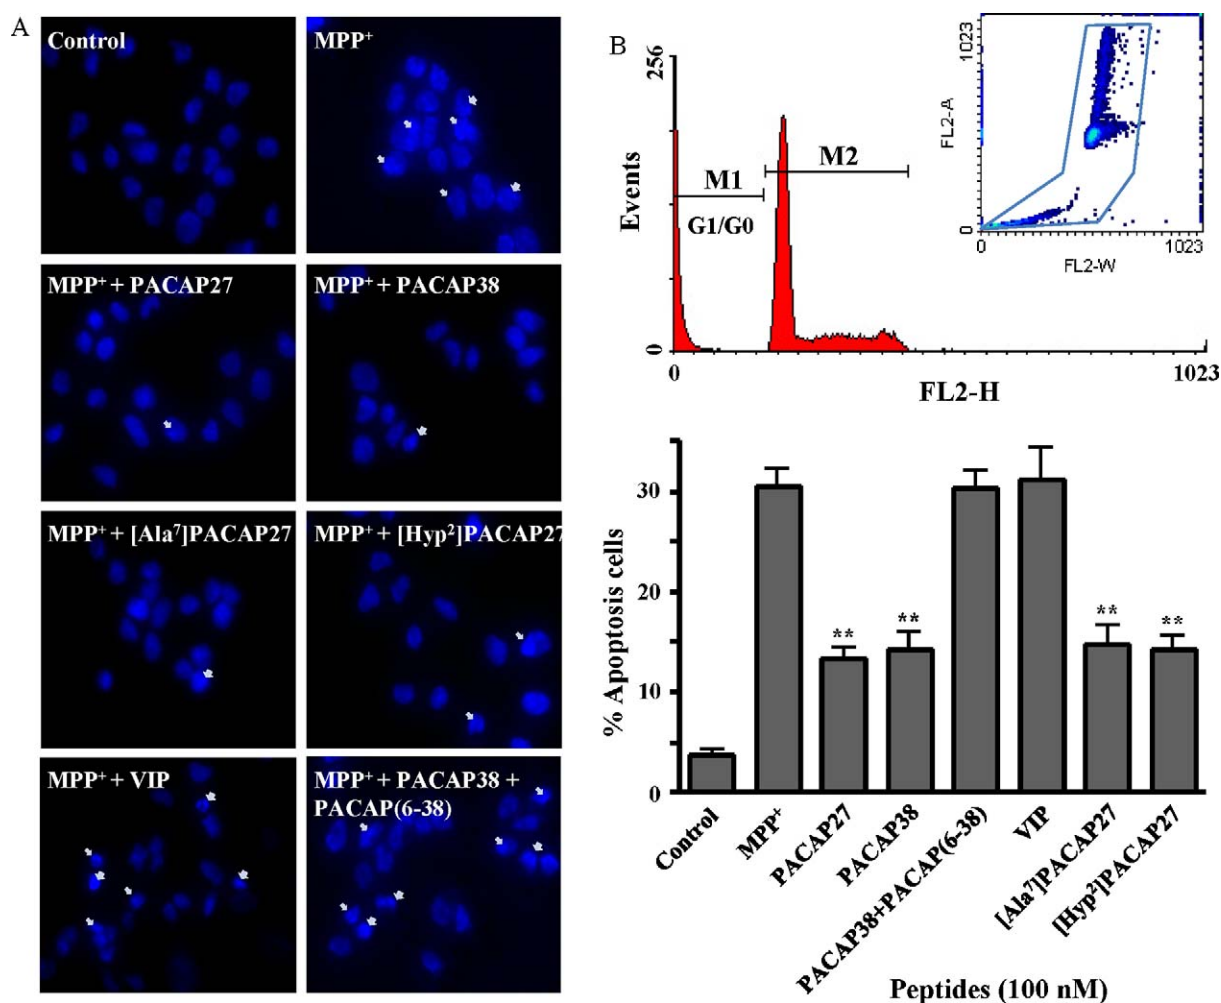 A
Control
MPP⁺
MPP⁺ + PACAP27
MPP⁺ + PACAP38
MPP⁺ + [Ala⁷]PACAP27
MPP⁺ + [Hyp²]PACAP27
MPP⁺ + VIP
MPP⁺ + PACAP38 +
PACAP(6-38)
B
256
Events
0
M1
G1/G0
M2
0
1023
FL2-H
1023
FL2-A
0
0
1023
FL2-W
% Apoptosis cells
30
20
10
0
**
**
**
**
Control
MPP⁺
PACAP27
PACAP38
PACAP38+PACAP(6-38)
VIP
[Ala⁷]PACAP27
[Hyp²]PACAP27
Peptides (100 nM)